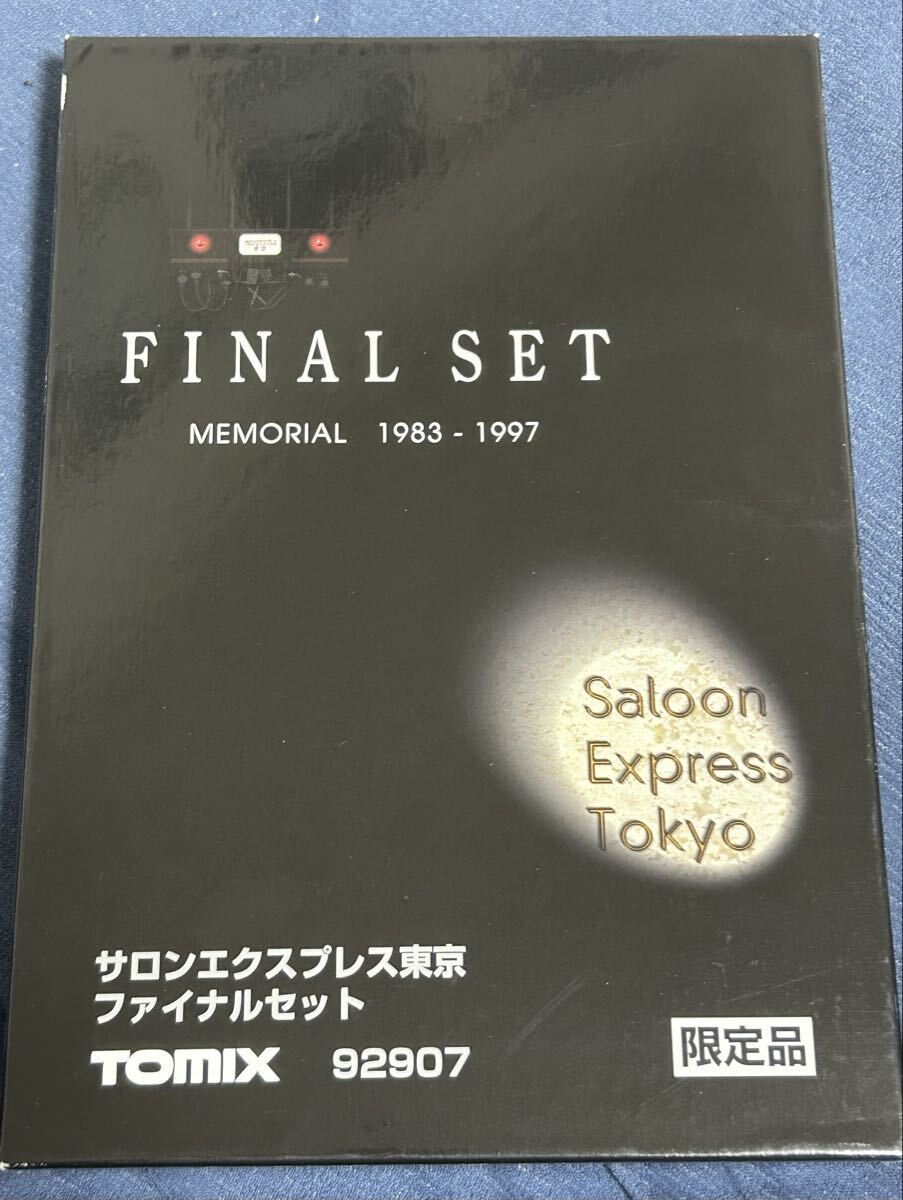 FINAL SET
MEMORIAL 1983 - 1997
Saloon
Express
Tokyo
サロンエクスプレス東京
ファイナルセット
TOMIX 92907
限定品